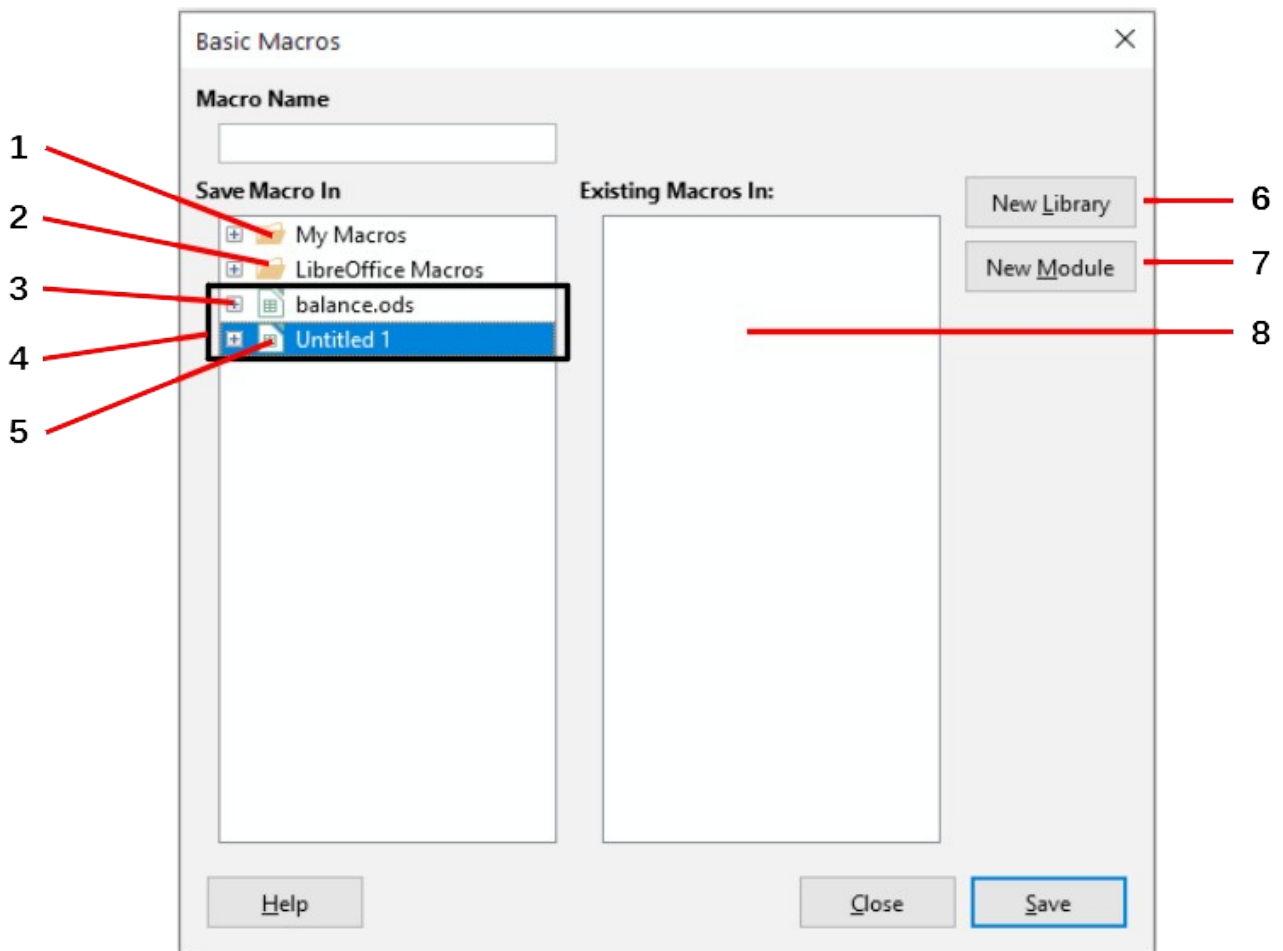 Basic Macros
Macro Name
1
Save Macro In
Existing Macros In:
New Library
6
2
My Macros
LibreOffice Macros
New Module
7
3
balance.ods
4
Untitled 1
8
5
Help
Close
Save